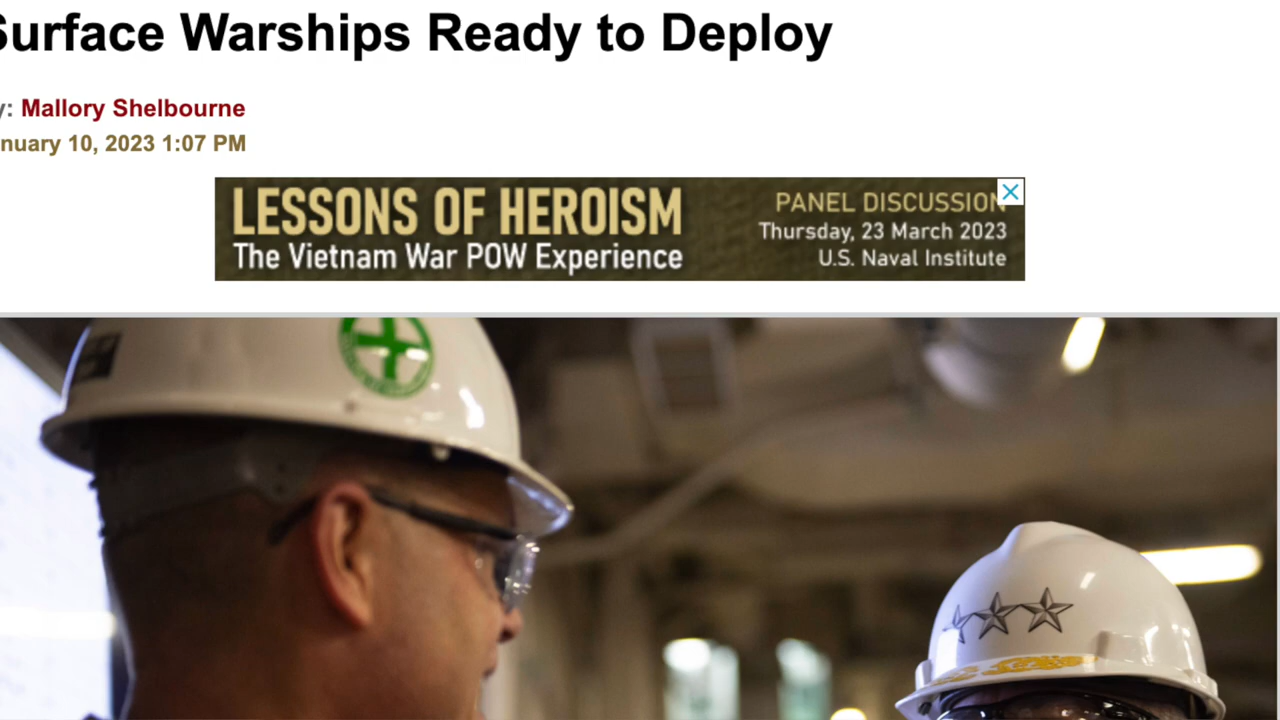 Surface Warships Ready to Deploy
y: Mallory Shelbourne
nuary 10, 2023 1:07 PM
LESSONS OF HEROISM
The Vietnam War POW Experience
PANEL DISCUSSION
Thursday, 23 March 2023
U.S. Naval Institute